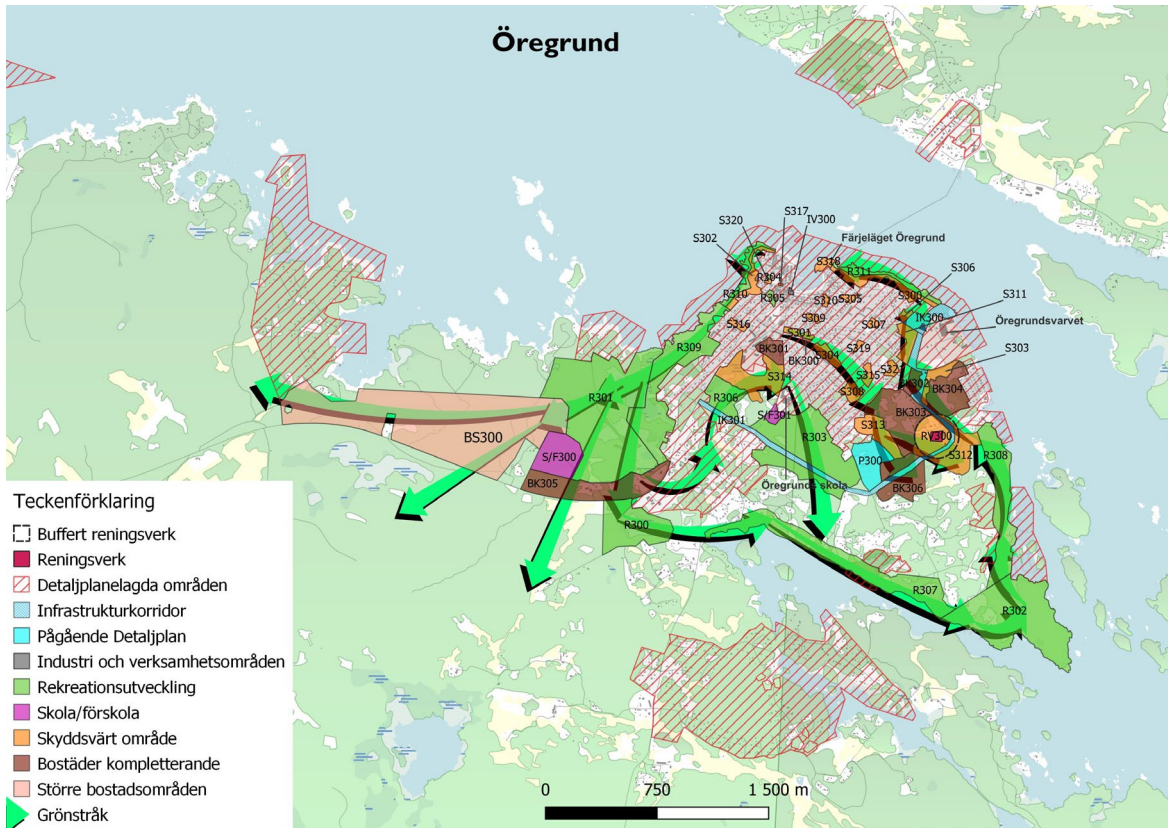 Öregrund
S317
S320
IV300
S302
Färjeläget Öregrund
S306
S318
R304
R311
R310
R305
S310
S305
S300
S311
S316
S309
S307
IK300
Öregrundsvarvet
S301
R309
BK301
BK300
S304
S319
S303
S314
S315
S321
BK302
BK304
R301
R306
S308
S/F301
BK303
IK301
S313
BS300
R303
RV300
S/F300
P300
S312
R308
BK305
Öregrunds skola
BK306
R300
R307
R302
Teckenförklaring
Buffert reningsverk
Reningsverk
Detaljplanelagda områden
Infrastrukturkorridor
Pågående Detaljplan
Industri och verksamhetsområden
Rekreationsutveckling
Skola/förskola
Skyddsvärt område
Bostäder kompletterande
Större bostadsområden
Grönstråk
0 750 1 500 m